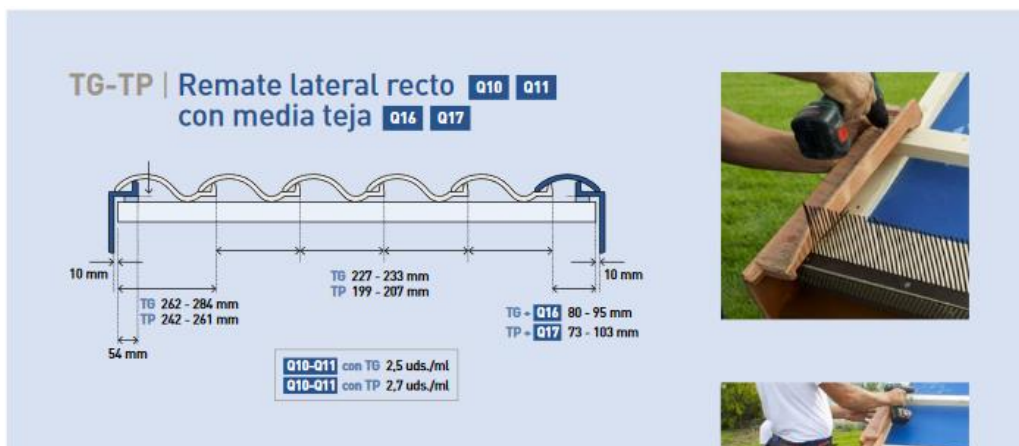 TG-TP | Remate lateral recto Q10 Q11
con media teja Q16 Q17
10 mm
TG 262 - 284 mm
TP 242 - 261 mm
54 mm
TG 227 - 233 mm
TP 199 - 207 mm
10 mm
TG + Q16 80 - 95 mm
TP + Q17 73 - 103 mm
Q10-Q11 con TG 2,5 uds./ml
Q10-Q11 con TP 2,7 uds./ml